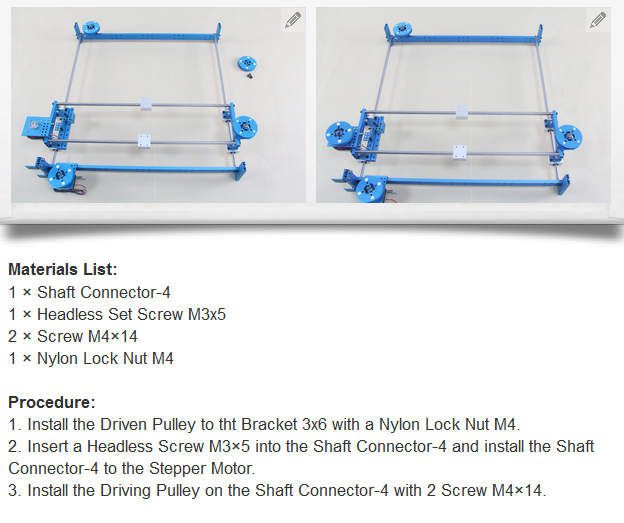 Materials List:
1 × Shaft Connector-4
1 × Headless Set Screw M3x5
2 × Screw M4×14
1 × Nylon Lock Nut M4
Procedure:
1. Install the Driven Pulley to tht Bracket 3x6 with a Nylon Lock Nut M4.
2. Insert a Headless Screw M3×5 into the Shaft Connector-4 and install the Shaft
Connector-4 to the Stepper Motor.
3. Install the Driving Pulley on the Shaft Connector-4 with 2 Screw M4×14.